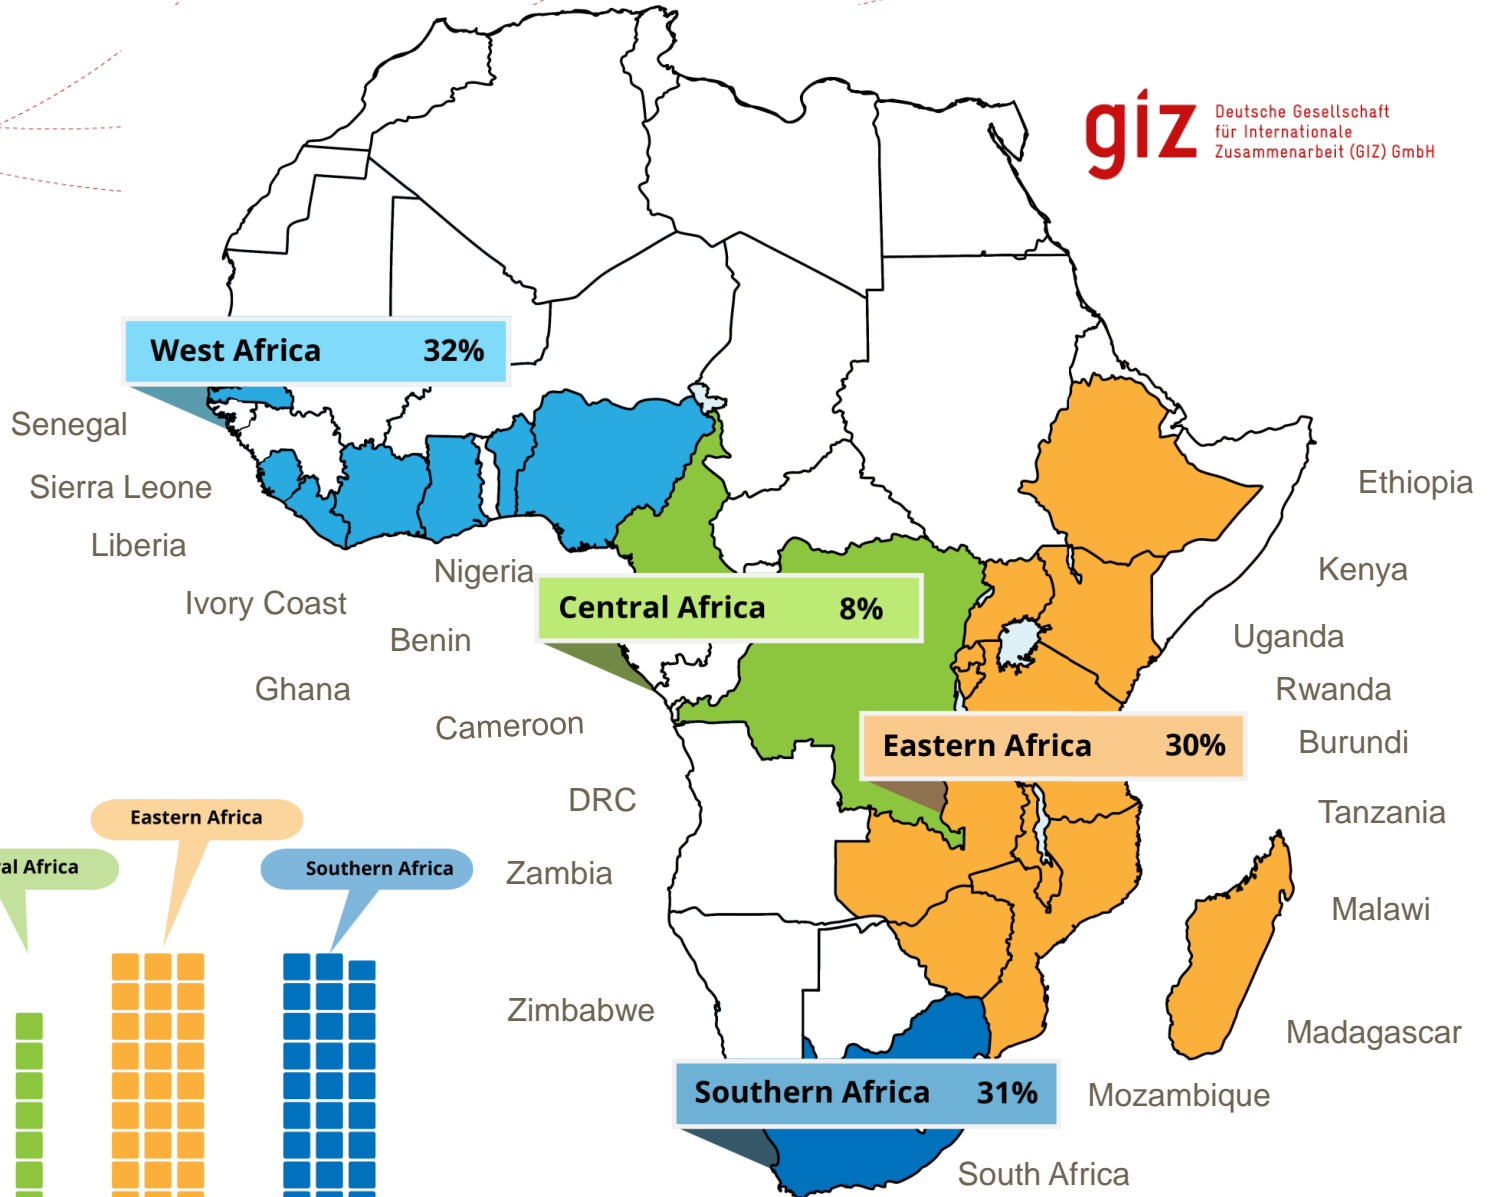 giz
Deutsche Gesellschaft
für Internationale
Zusammenarbeit (GIZ) GmbH
West Africa 32%
Senegal
Sierra Leone
Liberia
Ivory Coast
Nigeria
Benin
Ghana
Cameroon
DRC
Zambia
Zimbabwe
Central Africa 8%
Ethiopia
Kenya
Uganda
Rwanda
Burundi
Eastern Africa 30%
Tanzania
Malawi
Madagascar
Mozambique
Southern Africa 31%
South Africa
Eastern Africa
al Africa
Southern Africa